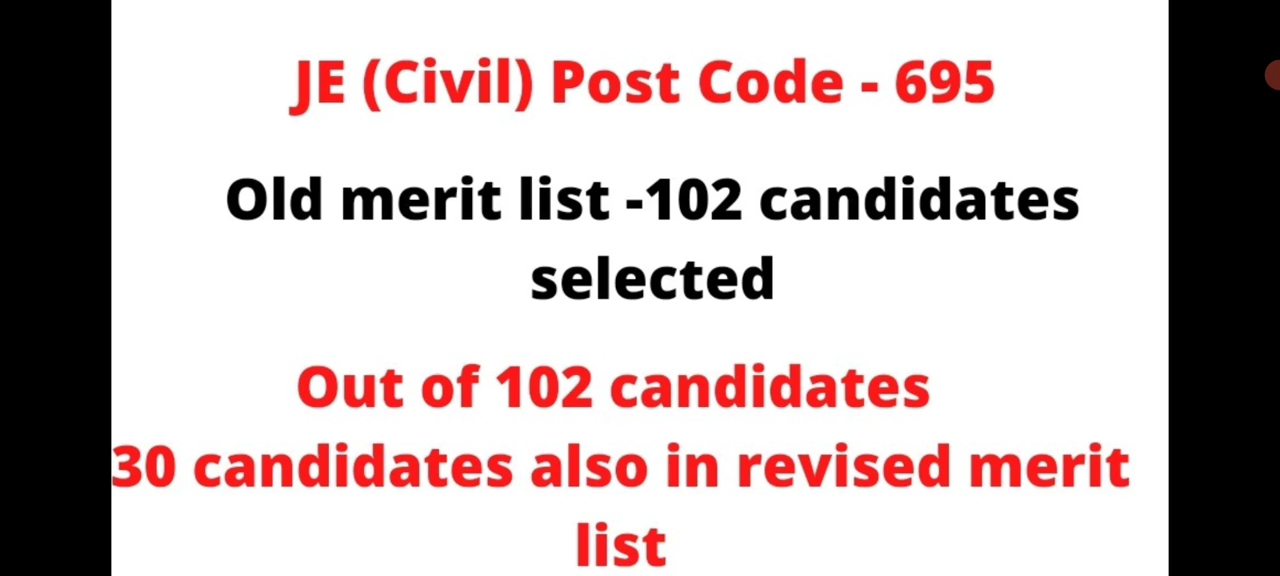 JE (Civil) Post Code - 695
Old merit list -102 candidates
selected
Out of 102 candidates
30 candidates also in revised merit
list